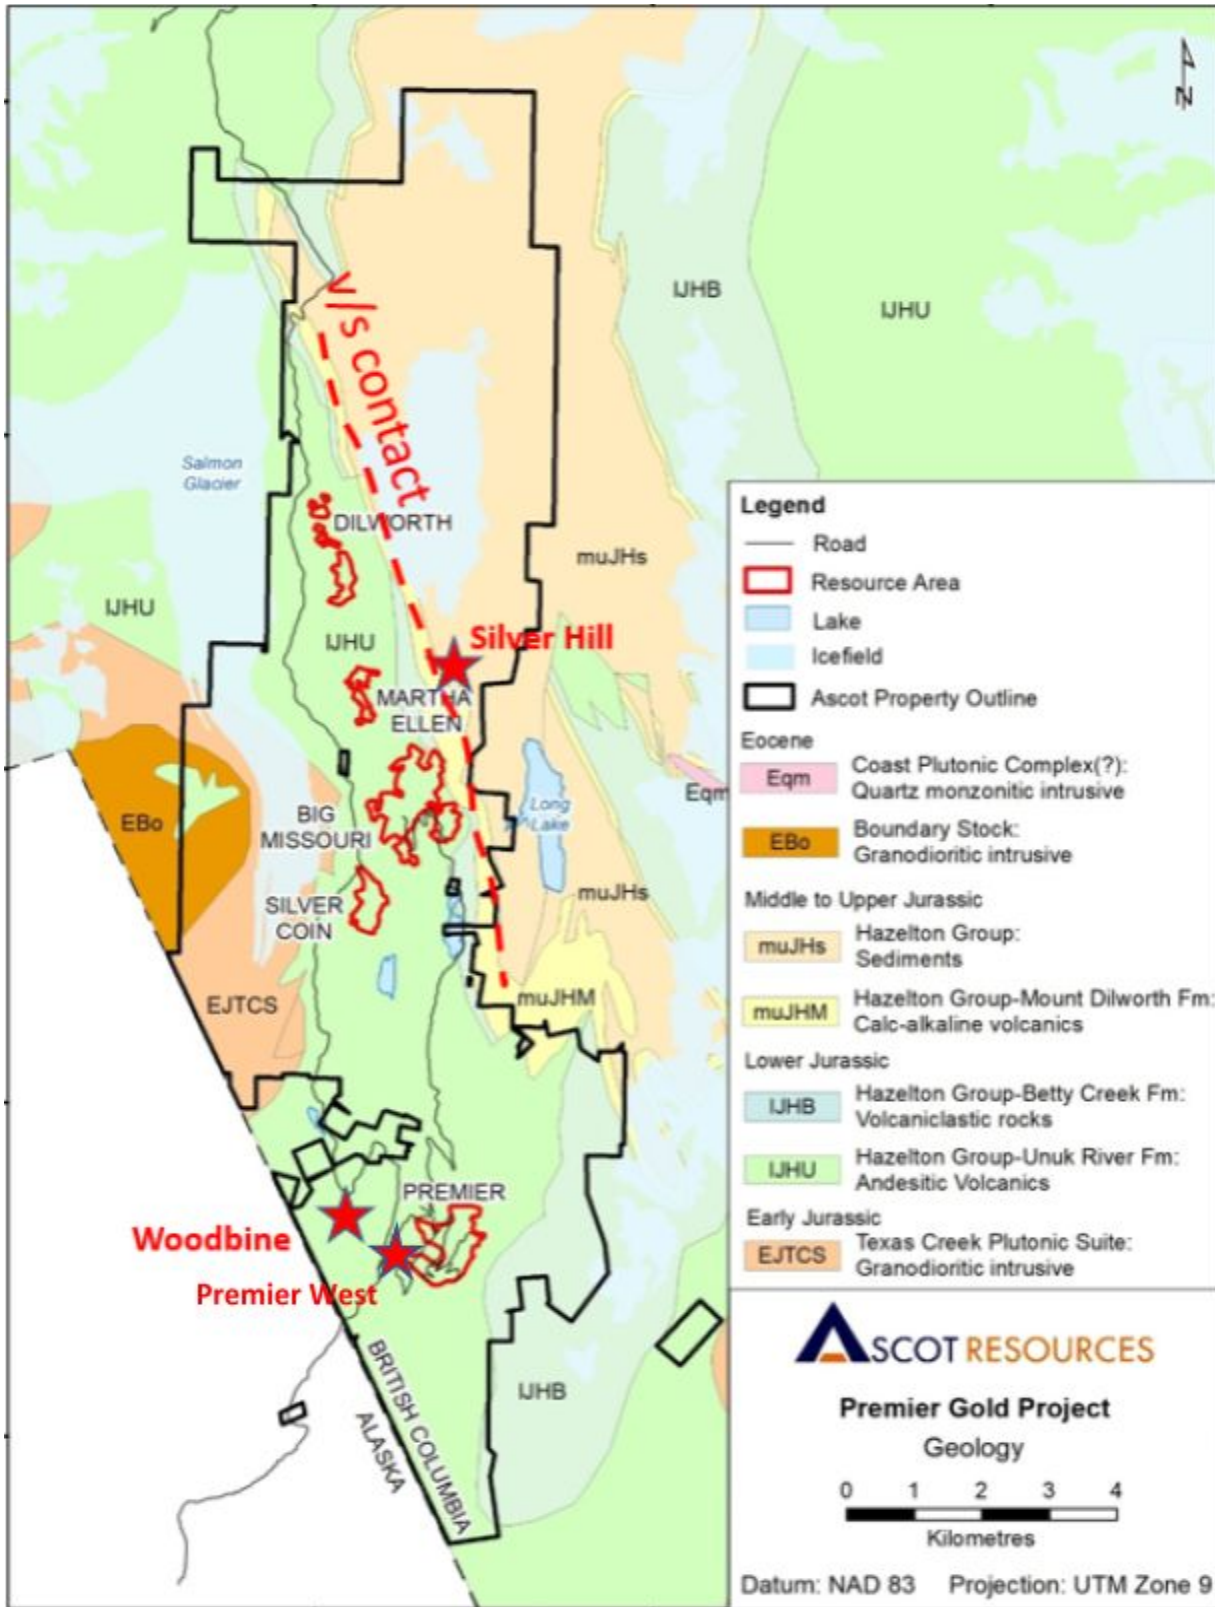 N
v/s contact
IJHB
IJHU
Salmon
Glacier
DILWORTH
muJHs
IJHU
IJHU
Silver Hill
MARTHA
ELLEN
Long
Lake
Eqm
BIG
MISSOURI
EBo
SILVER
COIN
muJHs
EJTCS
muJHM
PREMIER
Woodbine
Premier West
BRITISH COLUMBIA
ALASKA
IJHB
Legend
Road
Resource Area
Lake
Icefield
Ascot Property Outline
Eocene
Eqm Coast Plutonic Complex(?):
Quartz monzonitic intrusive
EBo Boundary Stock:
Granodioritic intrusive
Middle to Upper Jurassic
muJHs Hazelton Group:
Sediments
muJHM Hazelton Group-Mount Dilworth Fm:
Calc-alkaline volcanics
Lower Jurassic
IJHB Hazelton Group-Betty Creek Fm:
Volcaniclastic rocks
IJHU Hazelton Group-Unuk River Fm:
Andesitic Volcanics
Early Jurassic
EJTCS Texas Creek Plutonic Suite:
Granodioritic intrusive
ASCOT RESOURCES
Premier Gold Project
Geology
0 1 2 3 4
Kilometres
Datum: NAD 83 Projection: UTM Zone 9